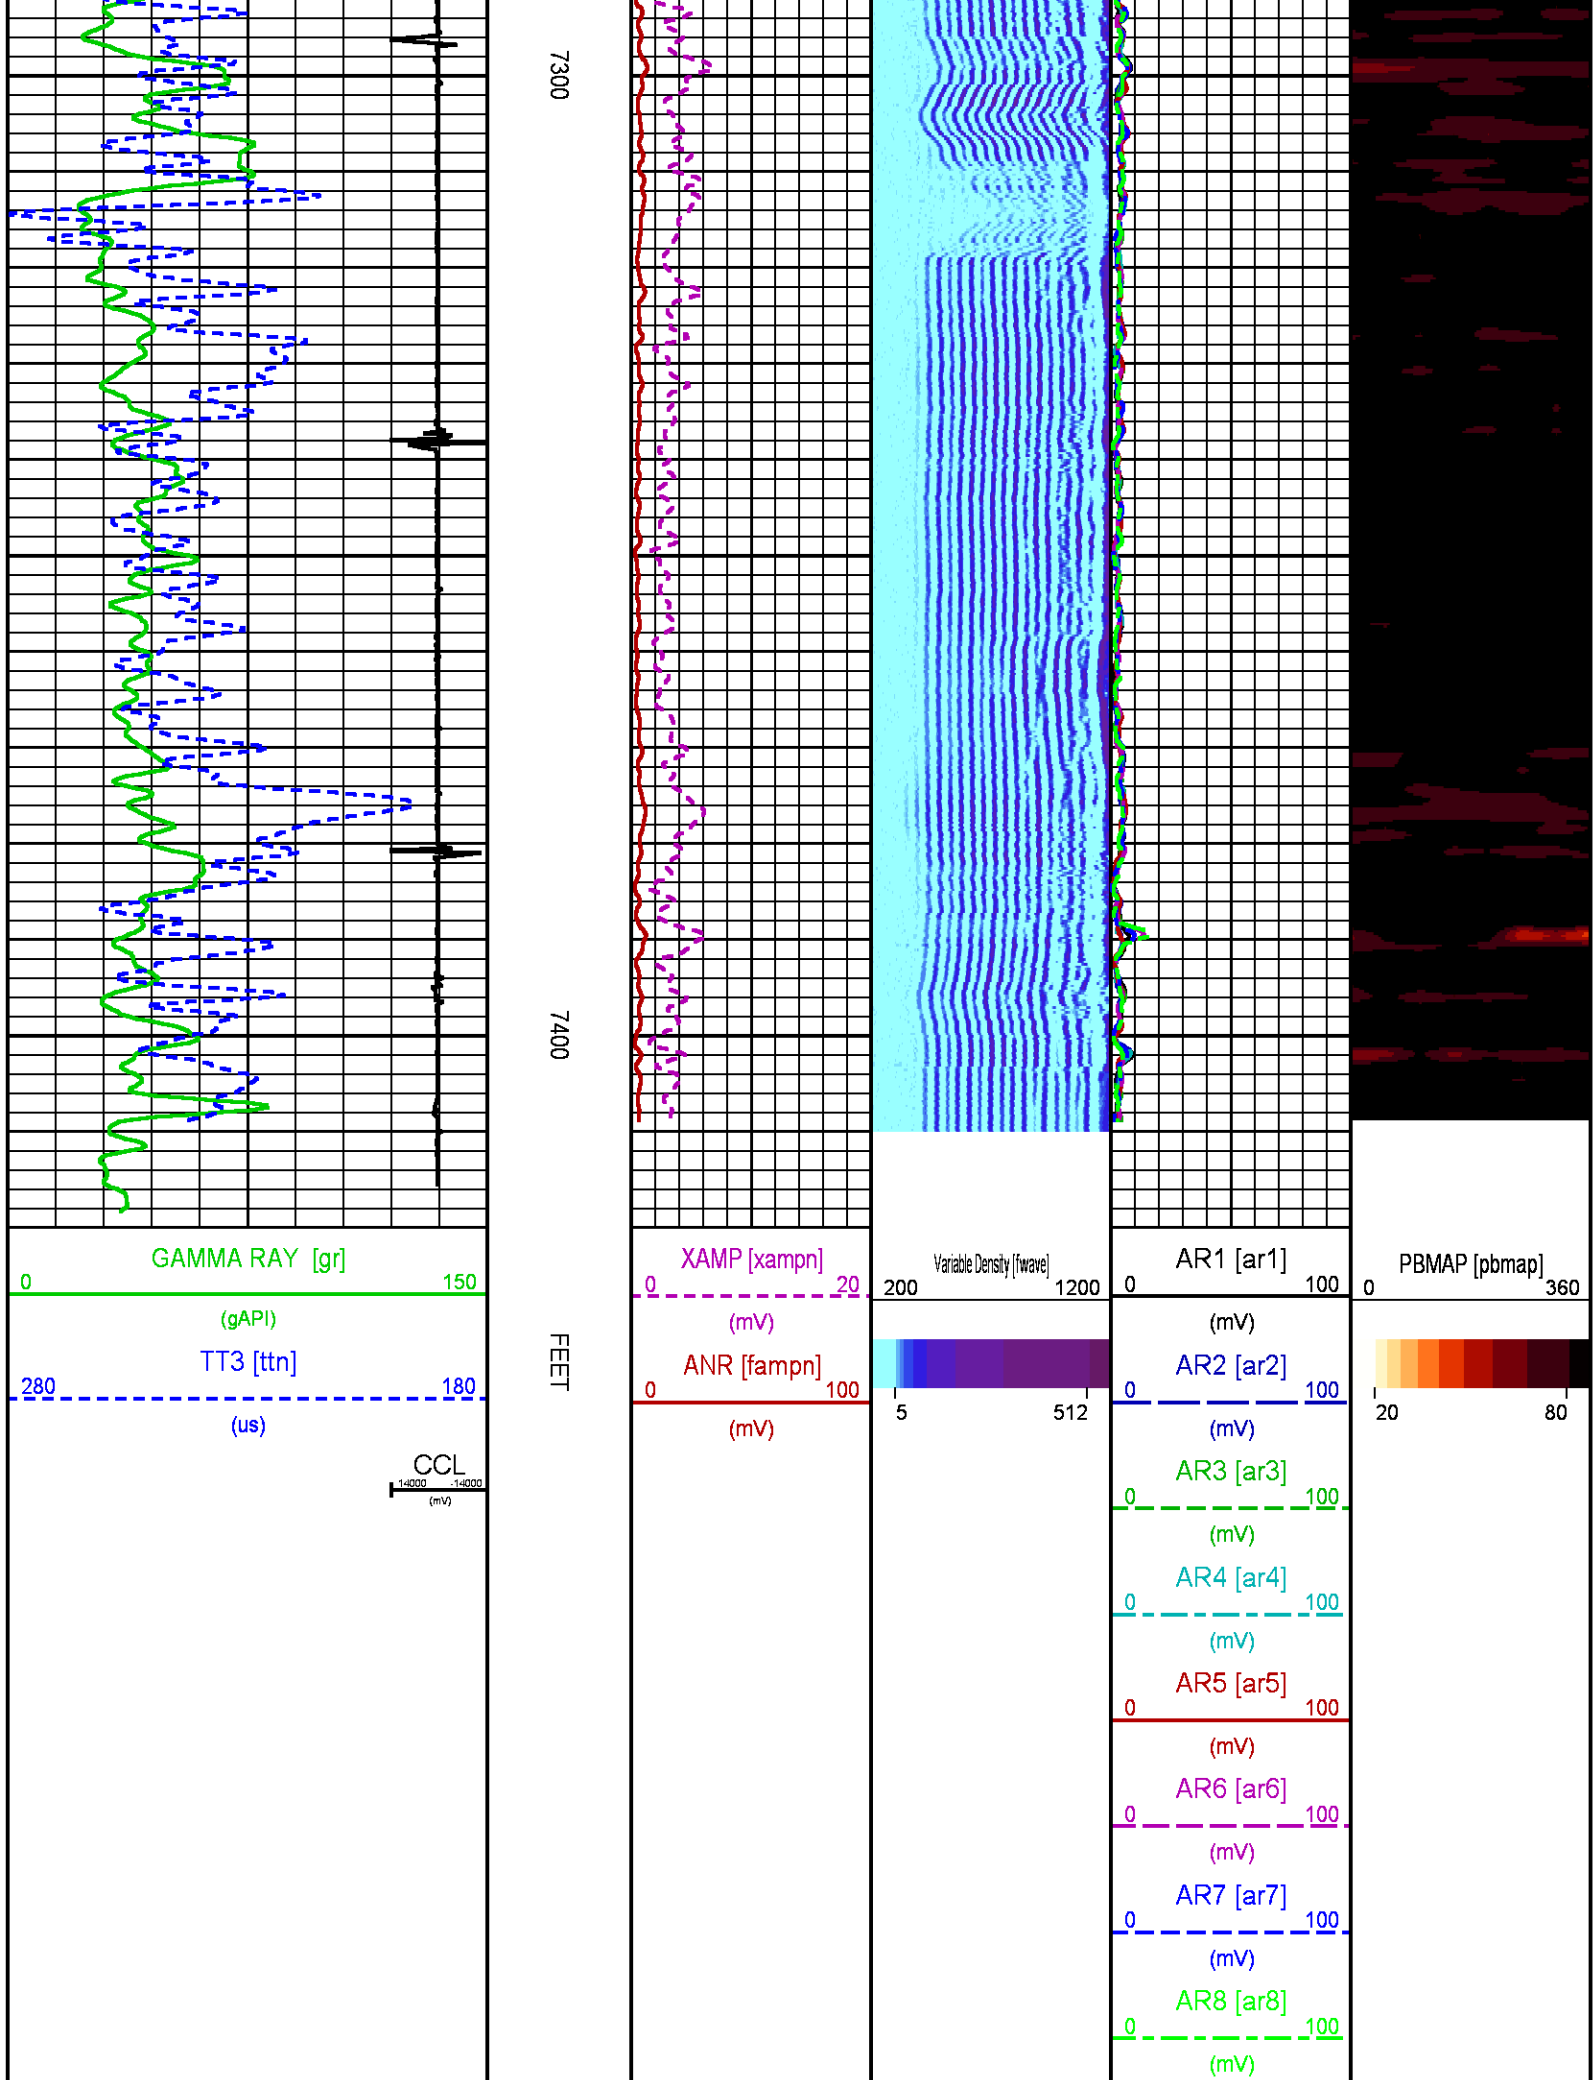 7300
7400
FEET
GAMMA RAY [gr]
0 150
(gAPI)
TT3 [ttn]
280 180
(us)
CCL
14000 -14000
(mV)
XAMP [xampn]
0 20
(mV)
ANR [fampn]
0 100
(mV)
Variable Density [fwave]
200 1200
5 512
AR1 [ar1]
0 100
(mV)
AR2 [ar2]
0 100
(mV)
AR3 [ar3]
0 100
(mV)
AR4 [ar4]
0 100
(mV)
AR5 [ar5]
0 100
(mV)
AR6 [ar6]
0 100
(mV)
AR7 [ar7]
0 100
(mV)
AR8 [ar8]
0 100
(mV)
PBMAP [pbmap]
0 360
20 80